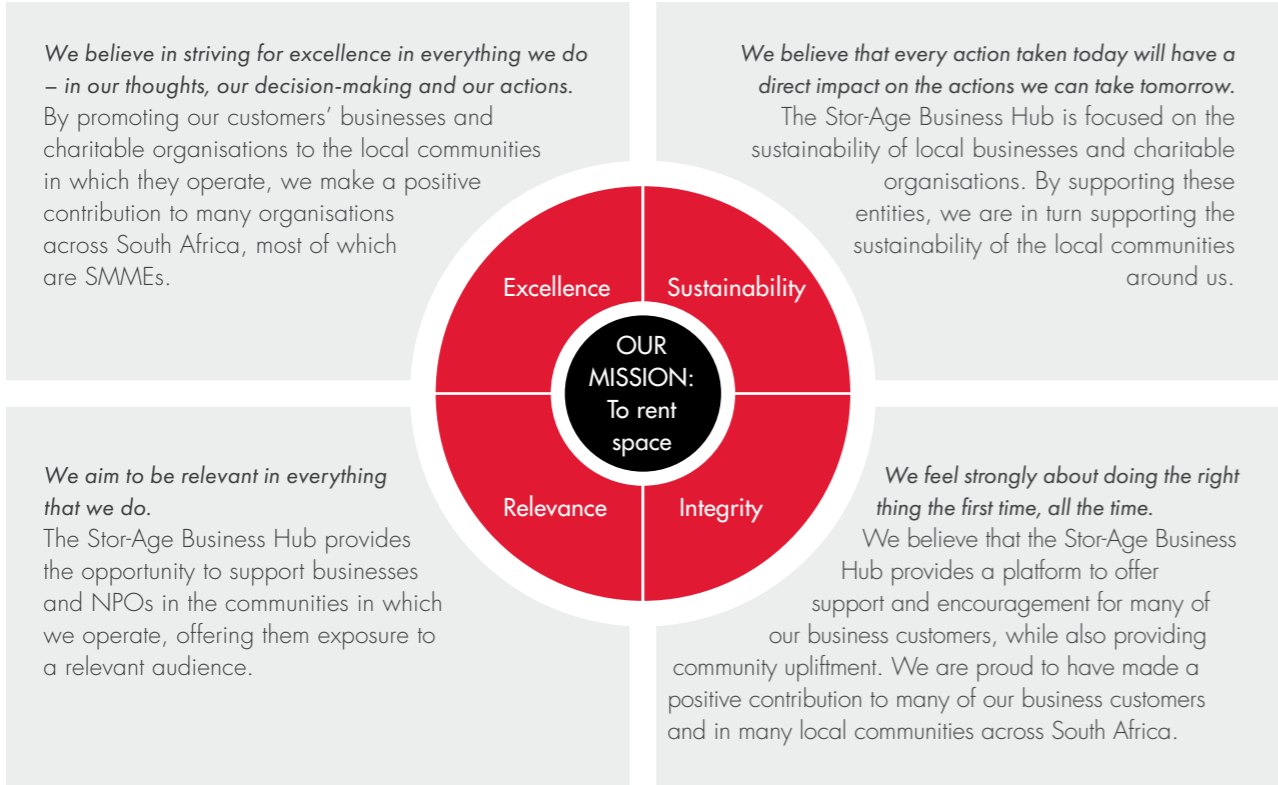 We believe in striving for excellence in everything we do
– in our thoughts, our decision-making and our actions.
By promoting our customers’ businesses and
charitable organisations to the local communities
in which they operate, we make a positive
contribution to many organisations
across South Africa, most of which
are SMMEs.
We believe that every action taken today will have a
direct impact on the actions we can take tomorrow.
The Stor-Age Business Hub is focused on the
sustainability of local businesses and charitable
organisations. By supporting these
entities, we are in turn supporting the
sustainability of the local communities
around us.
Excellence
Sustainability
OUR
MISSION:
To rent
space
Relevance
Integrity
We aim to be relevant in everything
that we do.
The Stor-Age Business Hub provides
the opportunity to support businesses
and NPOs in the communities in which
we operate, offering them exposure to
a relevant audience.
We feel strongly about doing the right
thing the first time, all the time.
We believe that the Stor-Age Business
Hub provides a platform to offer
support and encouragement for many of
our business customers, while also providing
community upliftment. We are proud to have made a
positive contribution to many of our business customers
and in many local communities across South Africa.